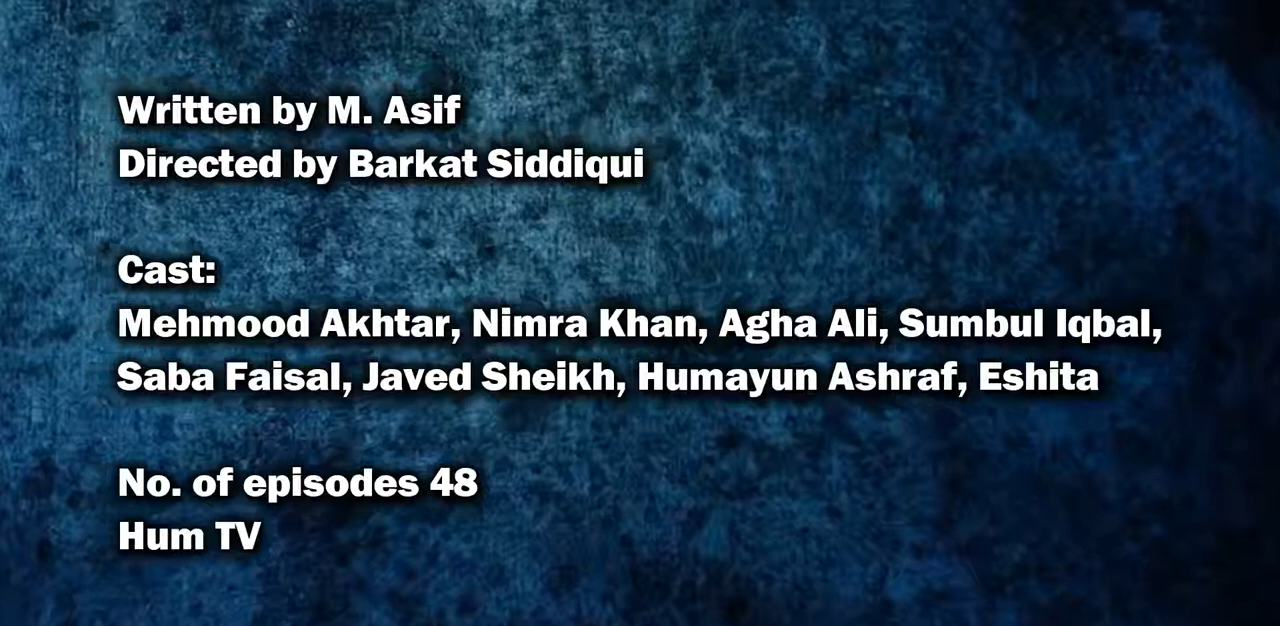 Written by M. Asif
Directed by Barkat Siddiqui
Cast:
Mehmood Akhtar, Nimra Khan, Agha Ali, Sumbul Iqbal,
Saba Faisal, Javed Sheikh, Humayun Ashraf, Eshita
No. of episodes 48
Hum TV